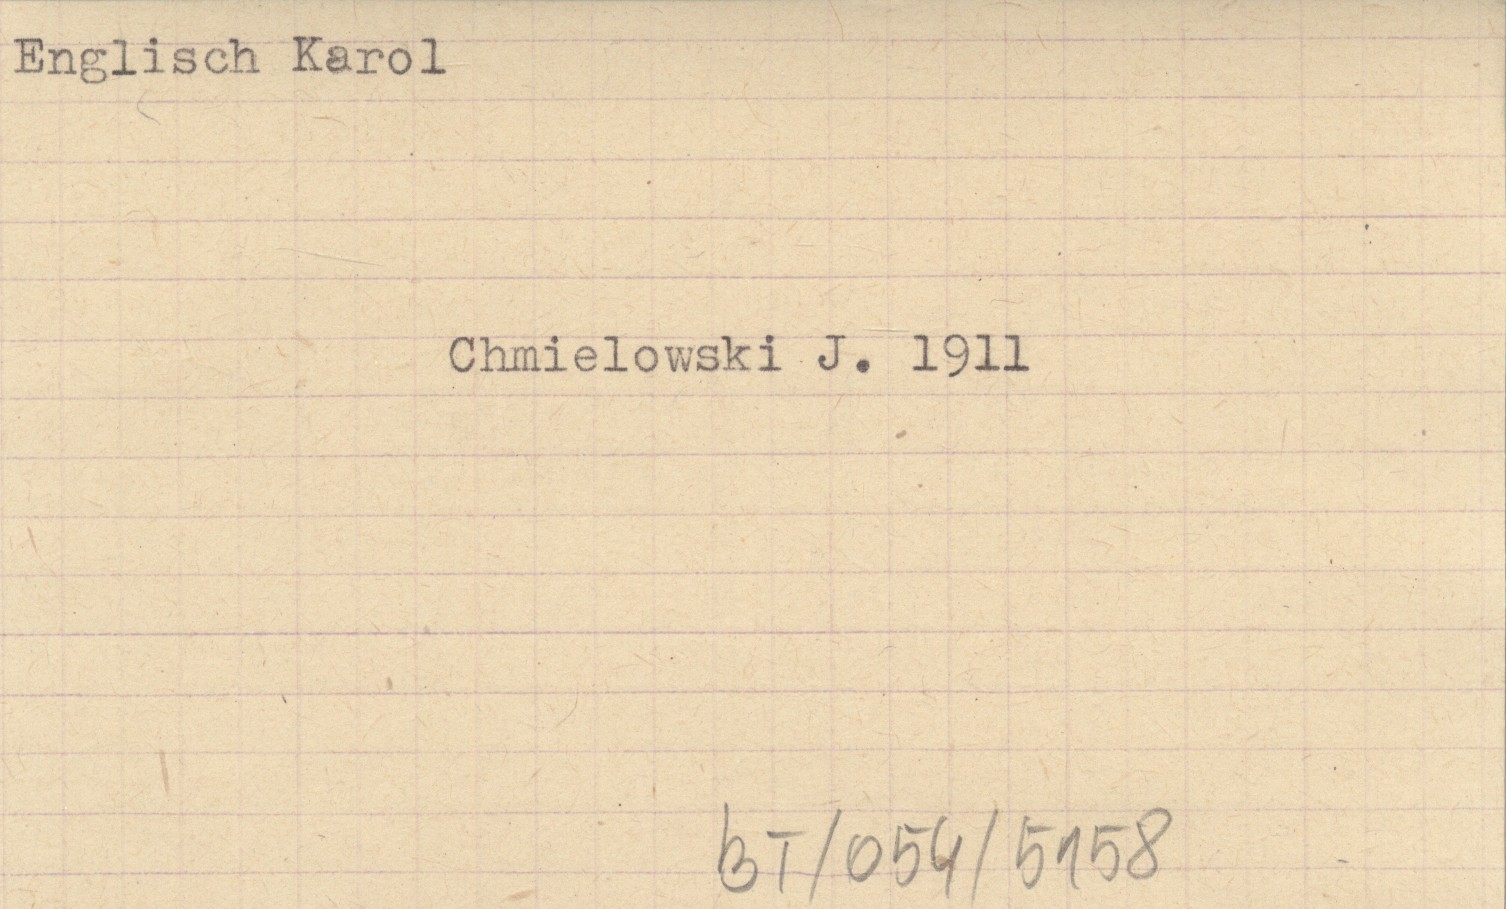 Englisch Karol
Chmielowski J. 1911
BT/054/5158